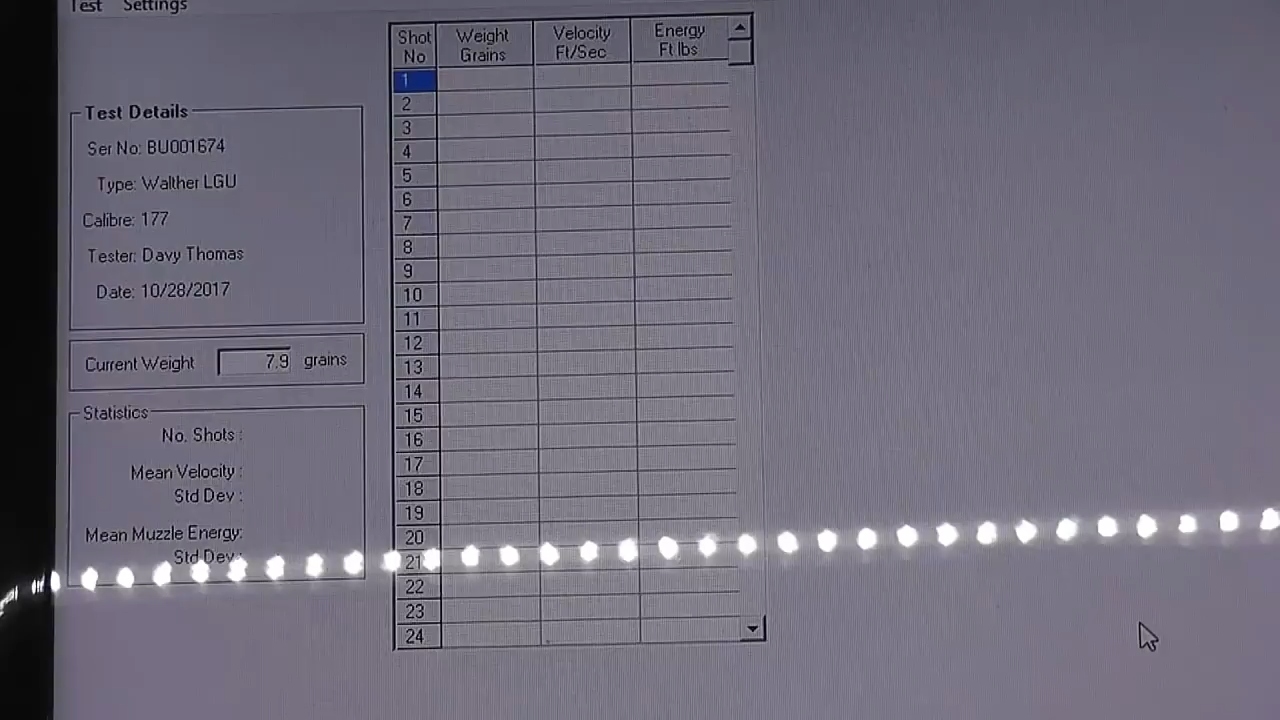 Test Settings
Test Details
Ser No: BU001674
Type: Walther LGU
Calibre: 177
Tester: Davy Thomas
Date: 10/28/2017
Current Weight 7.9 grains
Statistics
No. Shots :
Mean Velocity :
Std Dev :
Mean Muzzle Energy:
Std Dev:
Shot No Weight Grains Velocity Ft/Sec Energy Ft lbs
1
2
3
4
5
6
7
8
9
10
11
12
13
14
15
16
17
18
19
20
21
22
23
24